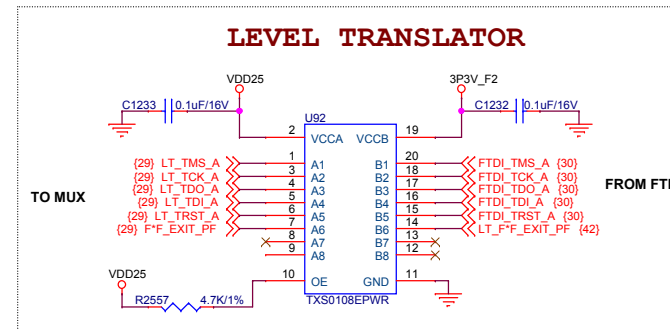 LEVEL TRANSLATOR
VDD25
3P3V_F2
C1233 0.1uF/16V
C1232 0.1uF/16V
U92
2 VCCA VCCB 19
{29} LT_TMS_A 1 A1 B1 20 FTDI_TMS_A {30}
{29} LT_TCK_A 3 A2 B2 18 FTDI_TCK_A {30}
{29} LT_TDO_A 4 A3 B3 17 FTDI_TDO_A {30}
{29} LT_TDI_A 5 A4 B4 16 FTDI_TDI_A {30}
{29} LT_TRST_A 6 A5 B5 15 FTDI_TRST_A {30}
{29} F*F_EXIT_PF 7 A6 B6 14 LT_F*F_EXIT_PF {42}
8 A7 B7 13
9 A8 B8 12
TO MUX
FROM FTI
VDD25
10 OE GND 11
R2557 4.7K/1%
TXS0108EPWR